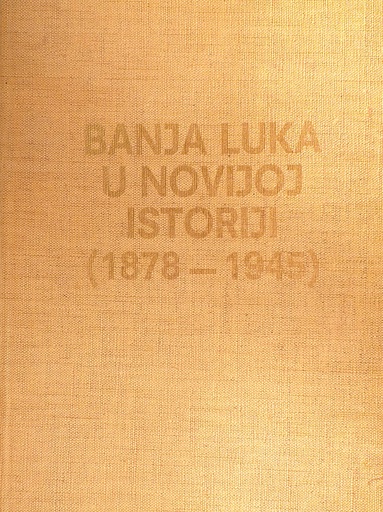 BANJA LUKA
U NOVIJOJ
ISTORIJI
(1878 — 1945)